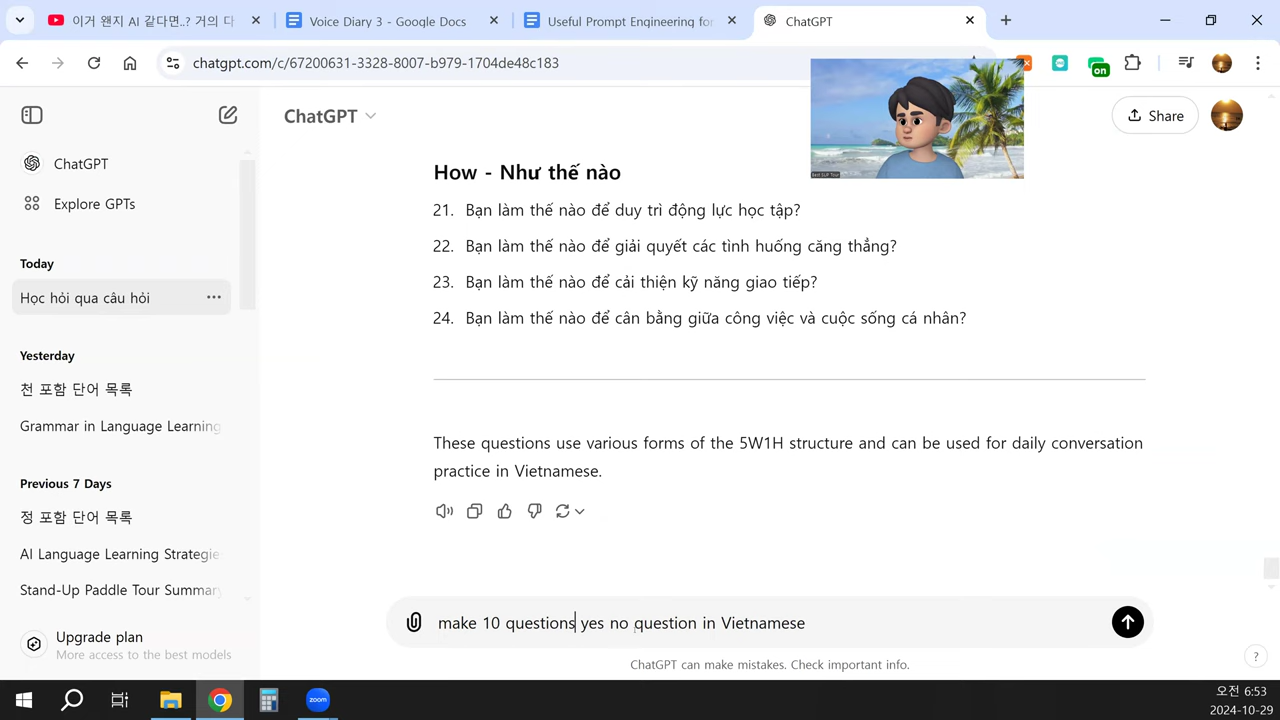 이거 왠지 AI 같다면..? 거의 다
Voice Diary 3 - Google Docs
Useful Prompt Engineering for
ChatGPT
chatgpt.com/c/67200631-3328-8007-b979-1704de48c183
on
ChatGPT
Share
Best SUP Tour
ChatGPT
Explore GPTs
Today
Học hỏi qua câu hỏi
Yesterday
천 포함 단어 목록
Grammar in Language Learning
Previous 7 Days
정 포함 단어 목록
AI Language Learning Strategie
Stand-Up Paddle Tour Summary
Upgrade plan
More access to the best models
How - Như thế nào
21. Bạn làm thế nào để duy trì động lực học tập?
22. Bạn làm thế nào để giải quyết các tình huống căng thẳng?
23. Bạn làm thế nào để cải thiện kỹ năng giao tiếp?
24. Bạn làm thế nào để cân bằng giữa công việc và cuộc sống cá nhân?
These questions use various forms of the 5W1H structure and can be used for daily conversation
practice in Vietnamese.
make 10 questions yes no question in Vietnamese
ChatGPT can make mistakes. Check important info.
?
zoom
오전 6:53
2024-10-29